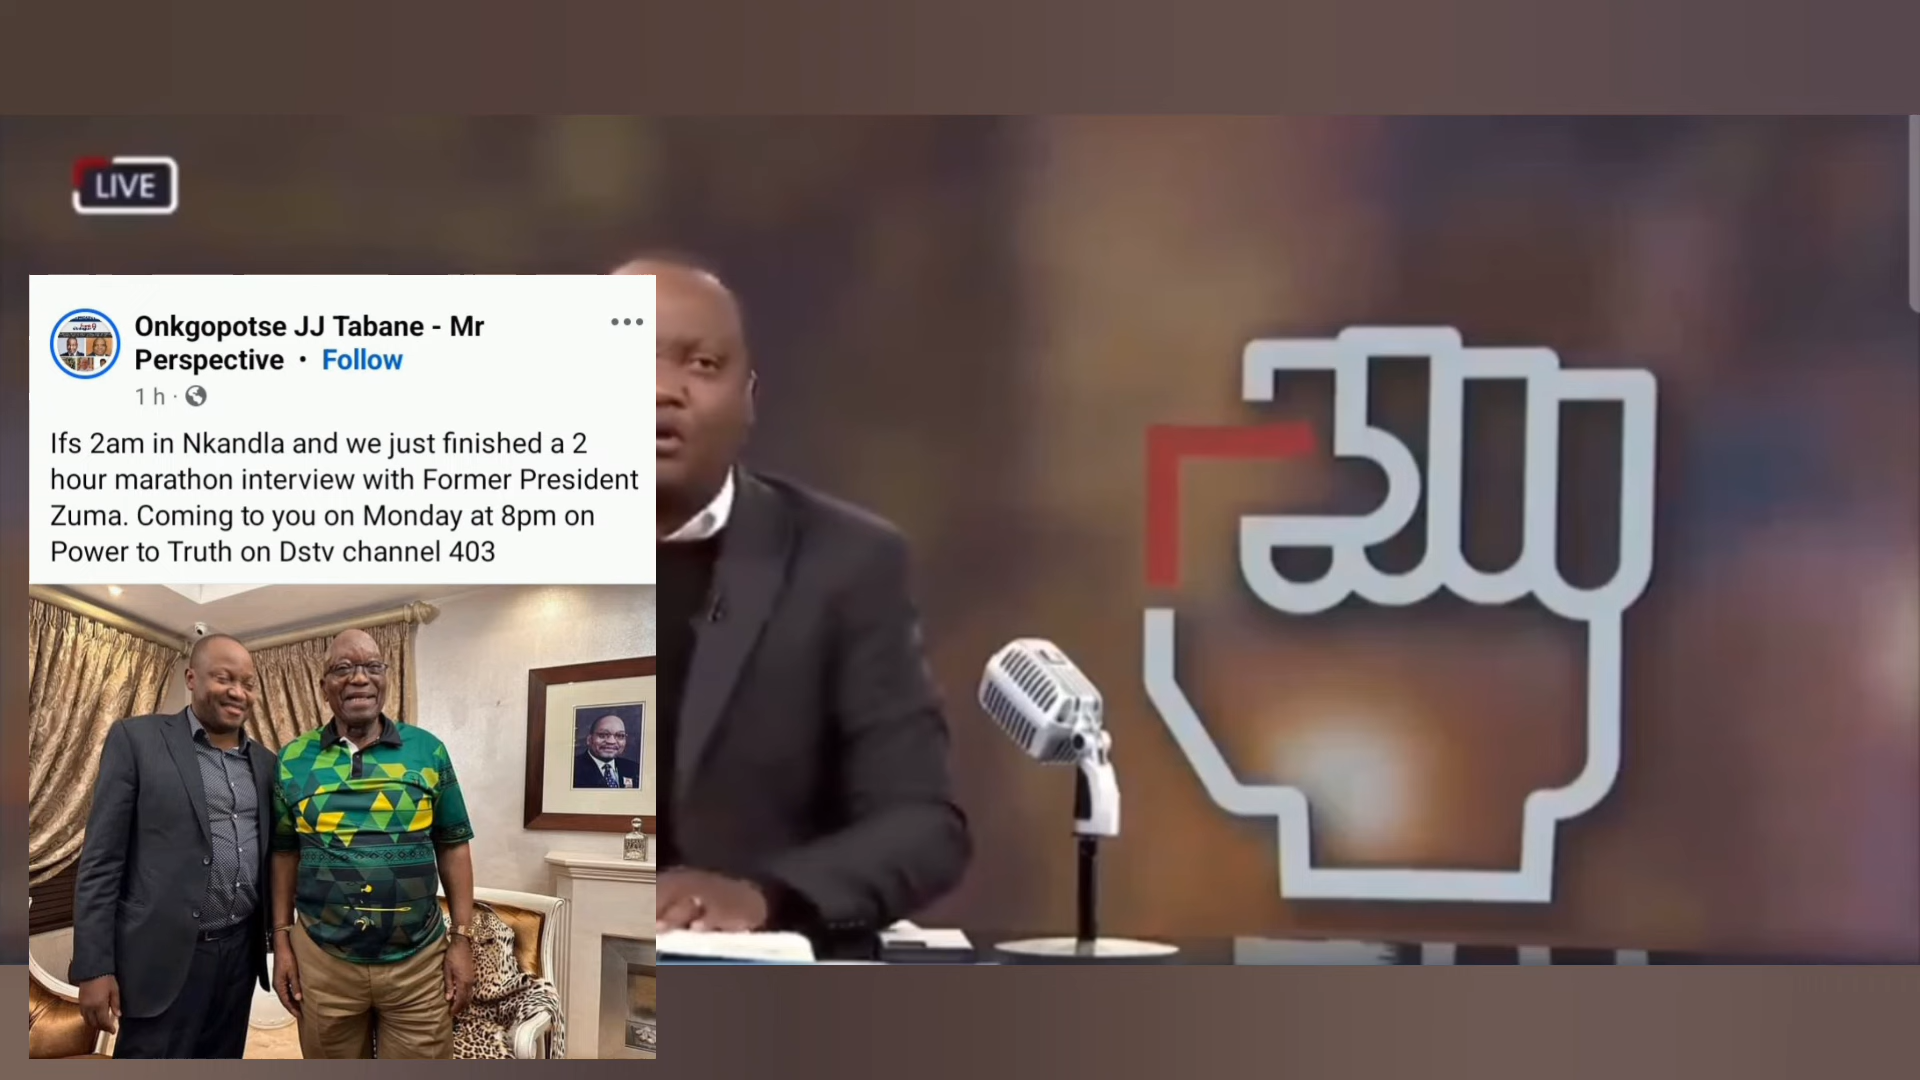 LIVE
Onkgopotse JJ Tabane - Mr
Perspective • Follow
1 h ·
Ifs 2am in Nkandla and we just finished a 2
hour marathon interview with Former President
Zuma. Coming to you on Monday at 8pm on
Power to Truth on Dstv channel 403